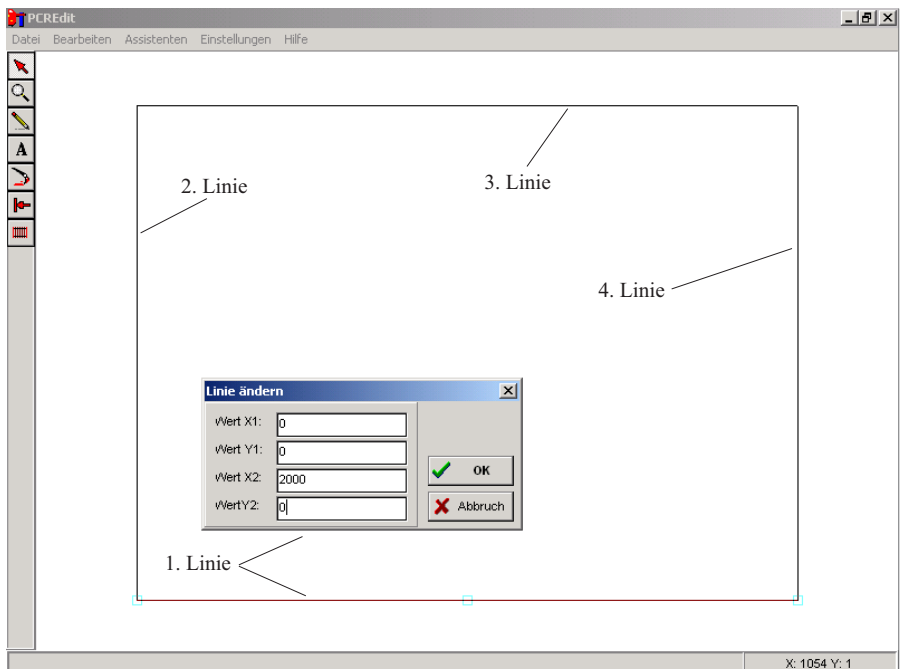 PCREdit
Datei Bearbeiten Assistenten Einstellungen Hilfe
A
3. Linie
2. Linie
4. Linie
Linie ändern
Wert X1: 0
Wert Y1: 0
Wert X2: 2000
WertY2: 0
OK
Abbruch
1. Linie
X: 1054 Y: 1